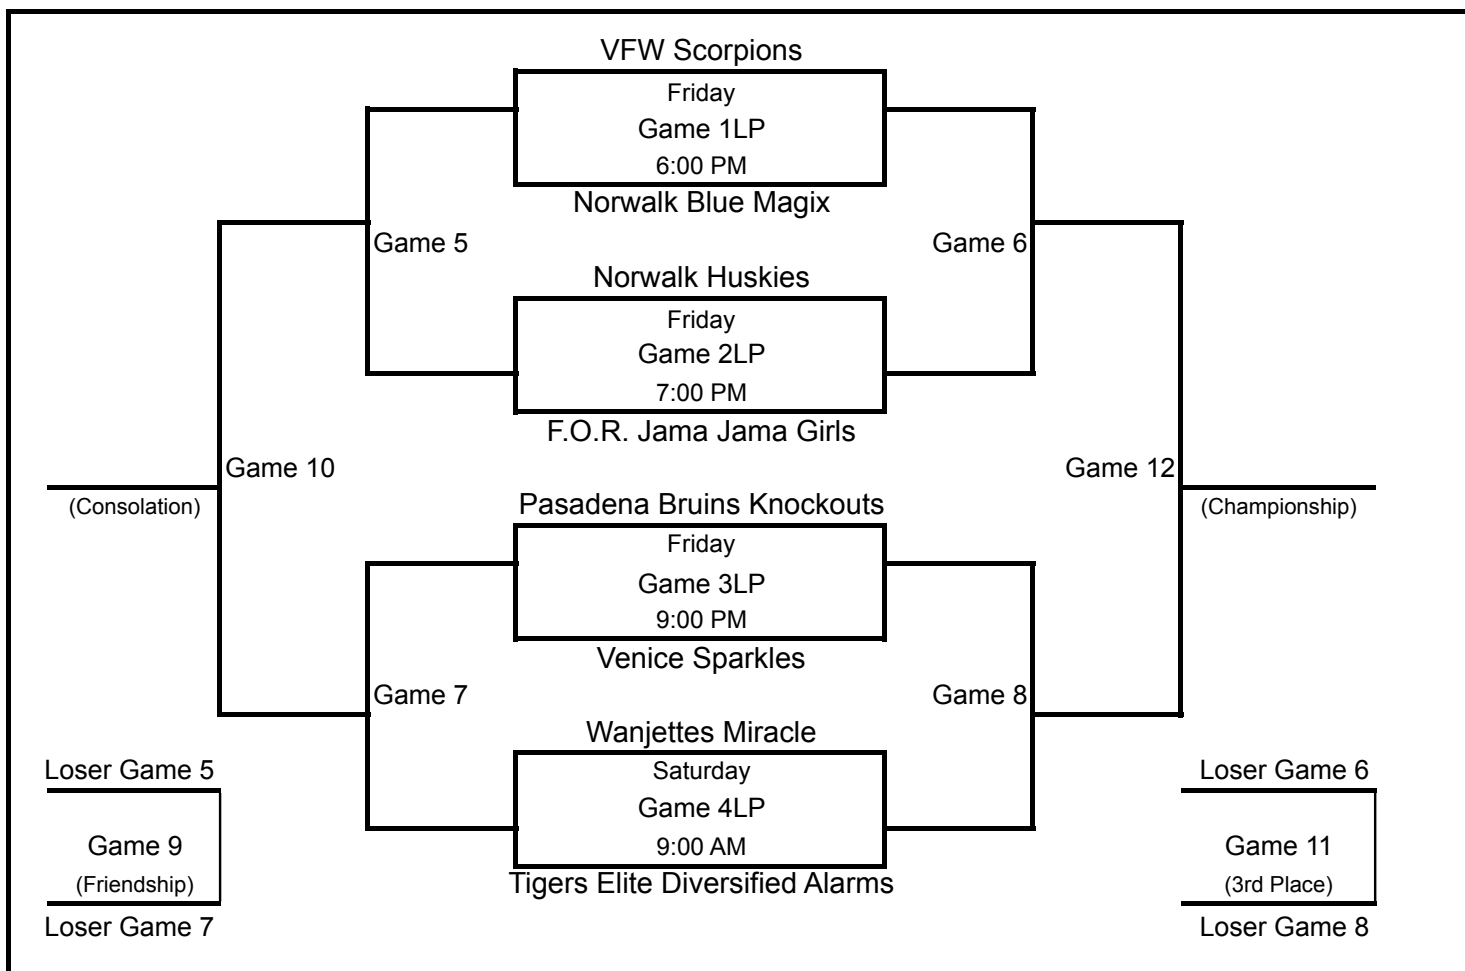 VFW Scorpions
Friday
Game 1LP
6:00 PM
Norwalk Blue Magix
Game 5
Game 6
Norwalk Huskies
Friday
Game 2LP
7:00 PM
F.O.R. Jama Jama Girls
Game 10
Game 12
(Consolation)
(Championship)
Pasadena Bruins Knockouts
Friday
Game 3LP
9:00 PM
Venice Sparkles
Game 7
Game 8
Wanjettes Miracle
Saturday
Game 4LP
9:00 AM
Tigers Elite Diversified Alarms
Loser Game 5
Game 9
(Friendship)
Loser Game 7
Loser Game 6
Game 11
(3rd Place)
Loser Game 8